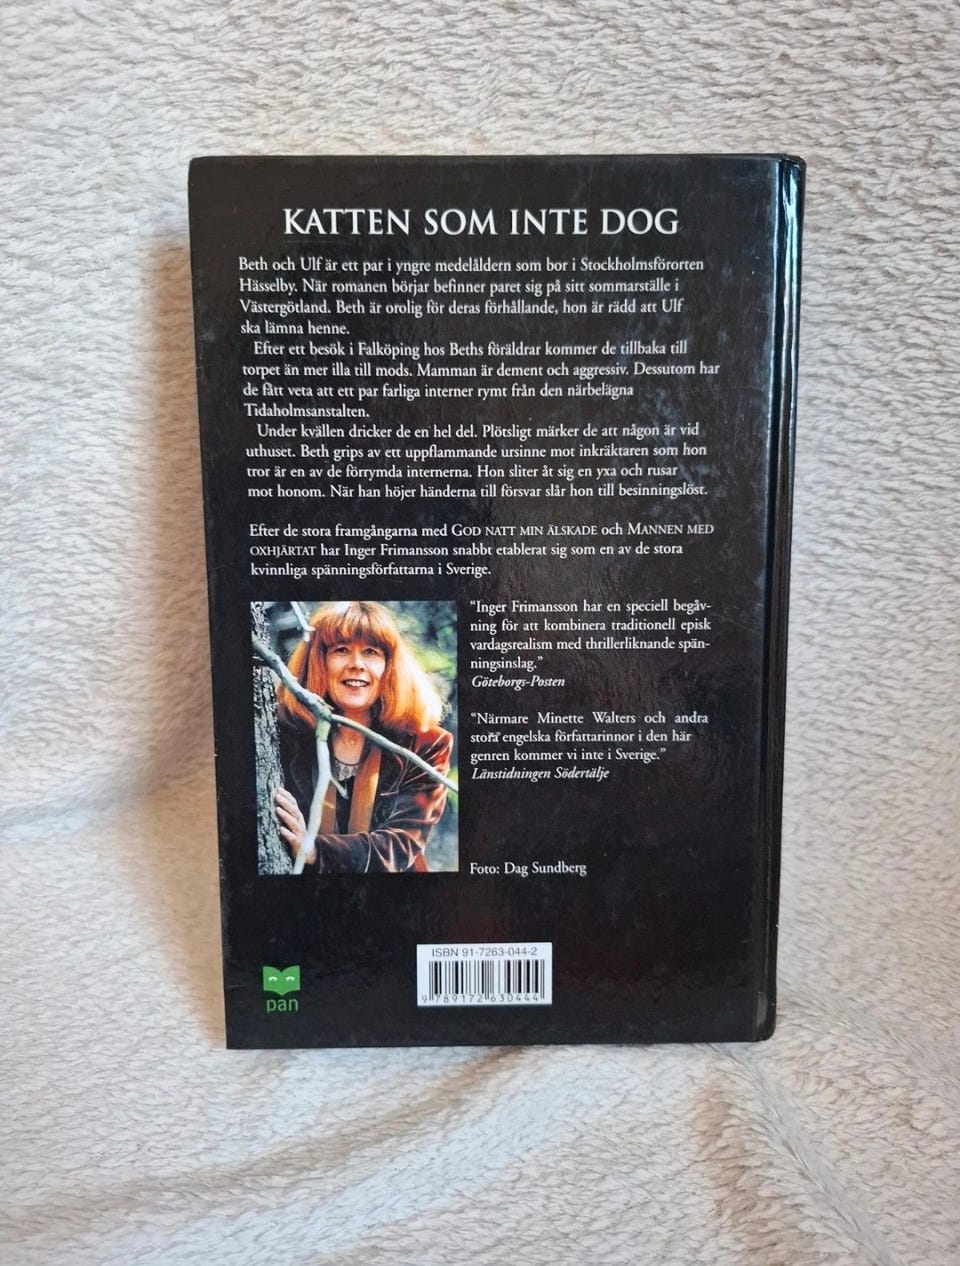 KATTEN SOM INTE DOG
Beth och Ulf är ett par i yngre medelåldern som bor i Stockholmsförorten
Hässelby. När romanen börjar befinner paret sig på sitt sommarställe i
Västergötland. Beth är orolig för deras förhållande, hon är rädd att Ulf
ska lämna henne.
Efter ett besök i Falköping hos Beths föräldrar kommer de tillbaka till
torpet än mer illa till mods. Mamman är dement och aggressiv. Dessutom har
de fått veta att ett par farliga interner rymt från den närbelägna
Tidaholmsanstalten.
Under kvällen dricker de en hel del. Plötsligt märker de att någon är vid
uthuset. Beth grips av ett uppflammande ursinne mot inkräktaren som hon
tror är en av de förrymda internerna. Hon sliter åt sig en yxa och rusar
mot honom. När han höjer händerna till försvar slår hon till besinningslöst.
Efter de stora framgångarna med GOD NATT MIN ÄLSKADE och MANNEN MED
OXHJÄRTAT har Inger Frimansson snabbt etablerat sig som en av de stora
kvinnliga spänningsförfattarna i Sverige.
"Inger Frimansson har en speciell begåv-
ning för att kombinera traditionell episk
vardagsrealism med thrillerliknande spän-
ningsinslag."
Göteborgs-Posten
"Närmare Minette Walters och andra
stora engelska författarinnor i den här
genren kommer vi inte i Sverige."
Länstidningen Södertälje
Foto: Dag Sundberg
ISBN 91-7263-044-2
9 789172 630444
pan